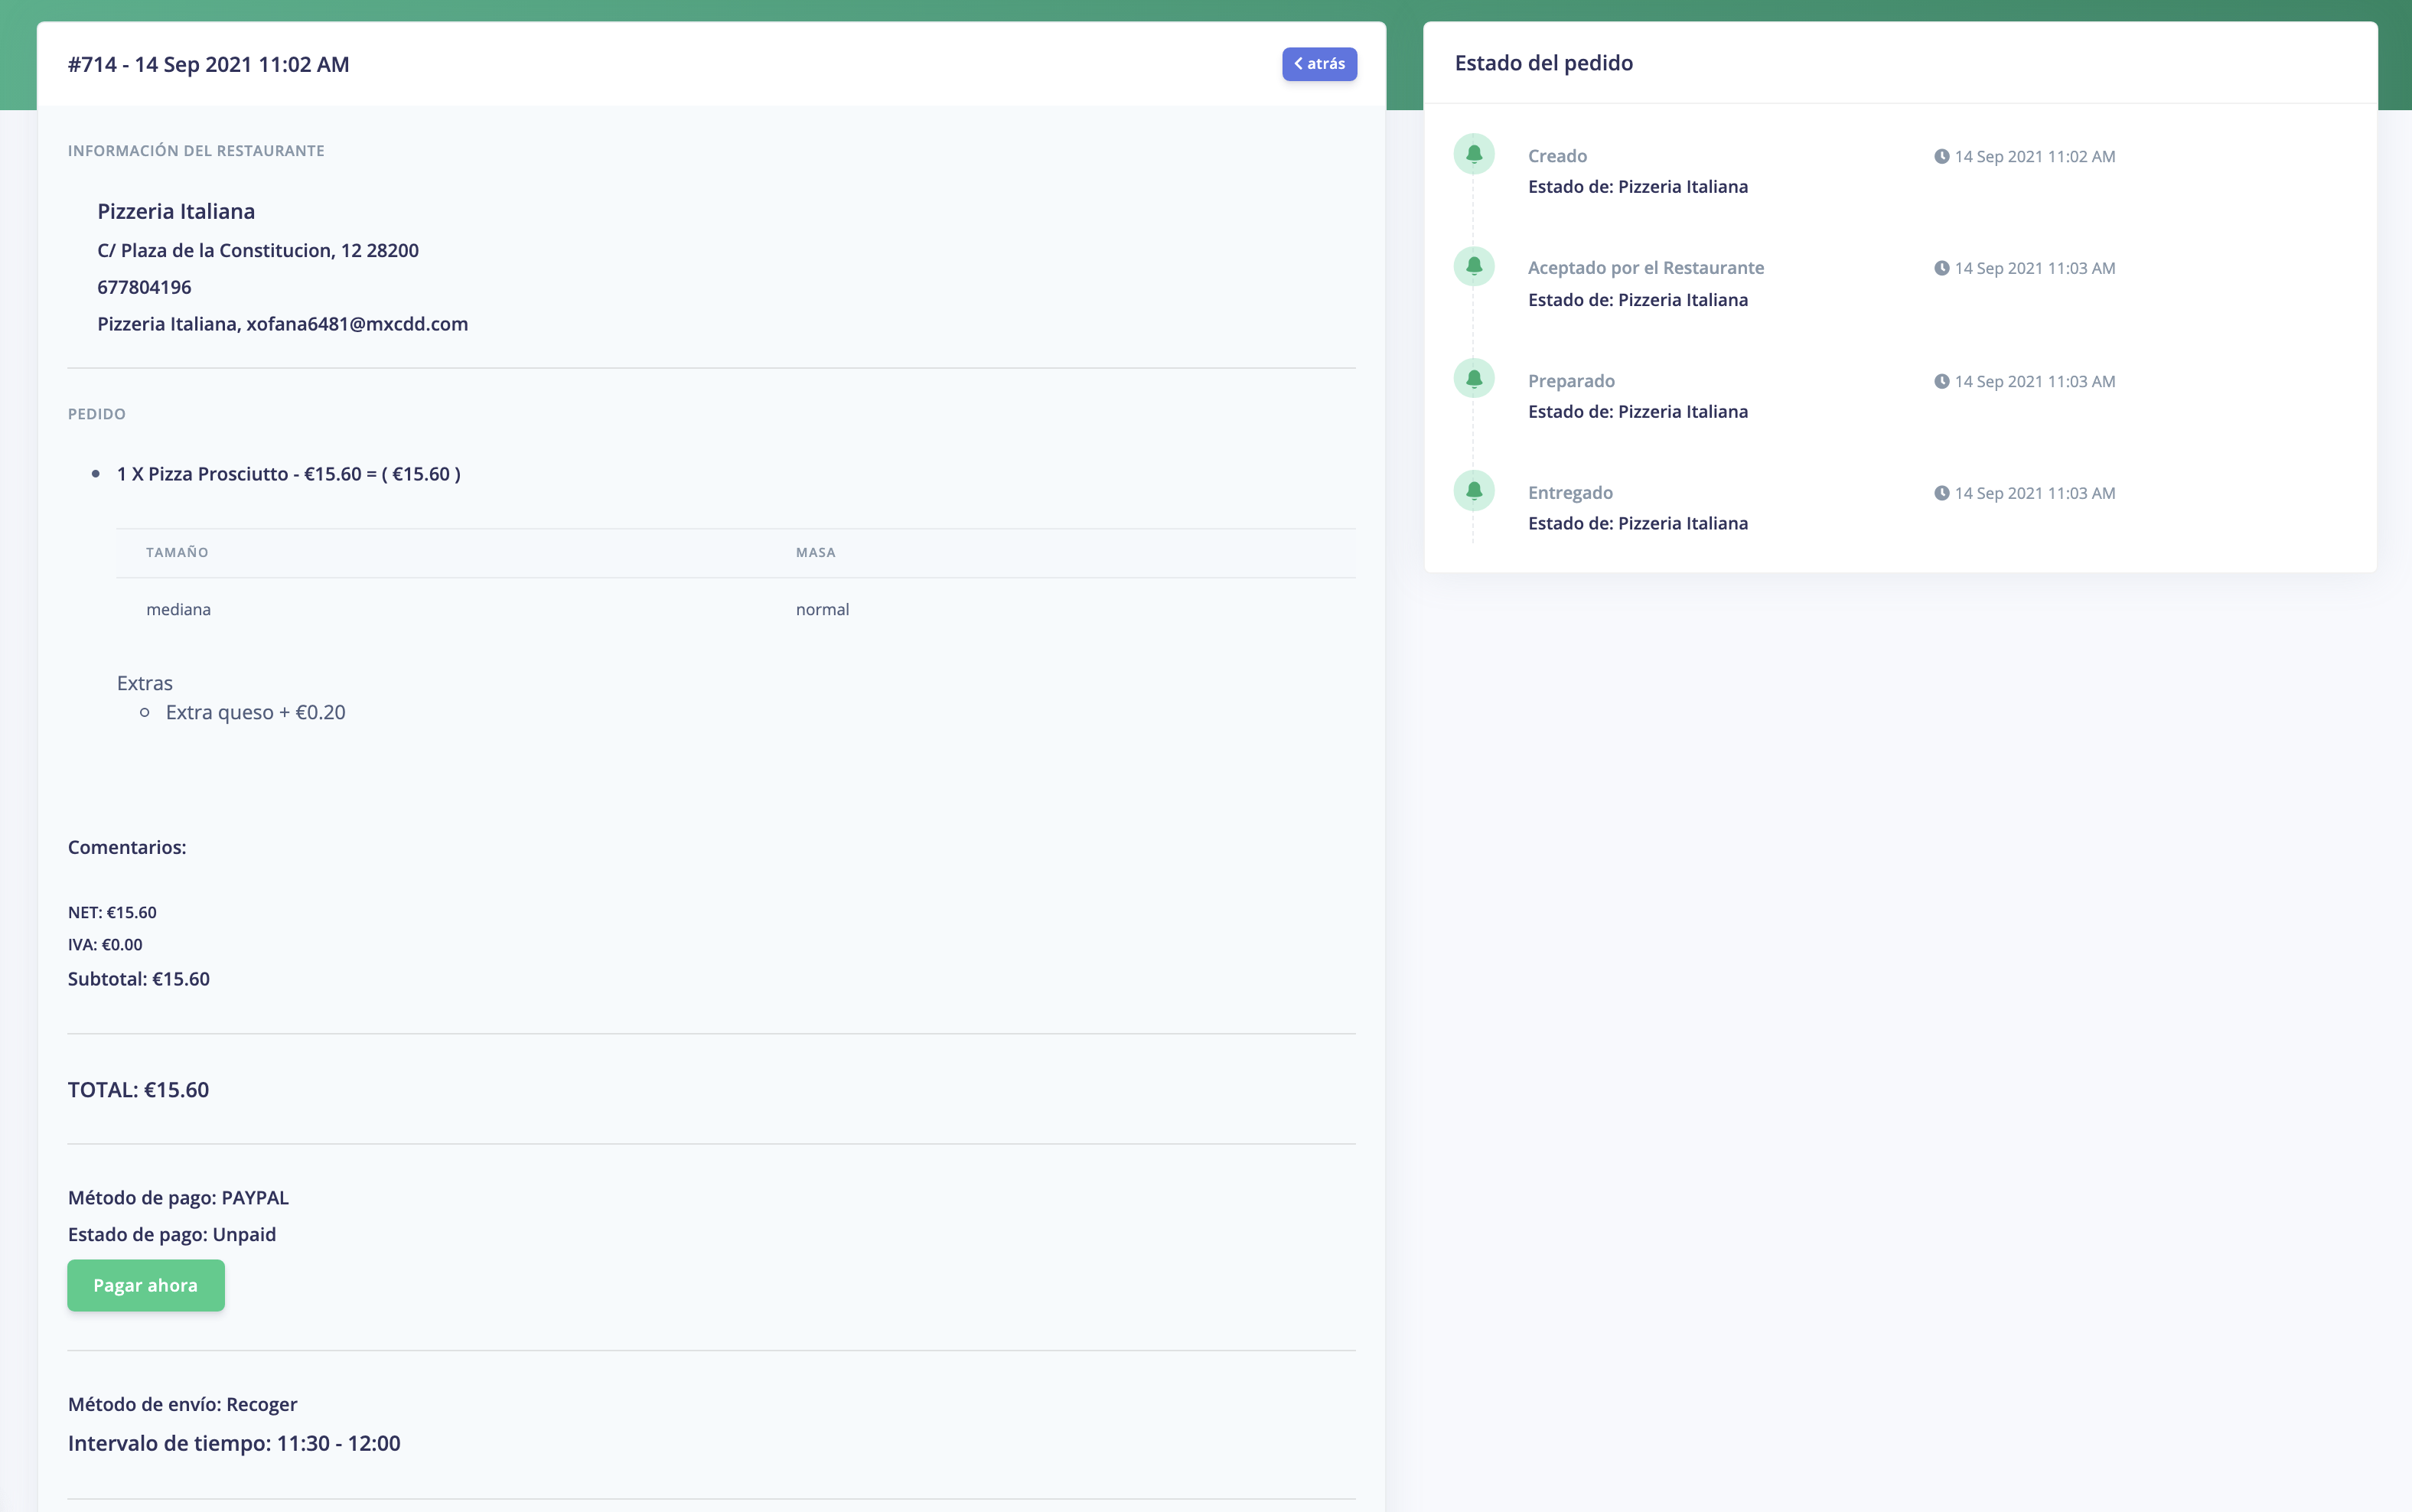 #714 - 14 Sep 2021 11:02 AM
atrás
INFORMACIÓN DEL RESTAURANTE
Pizzeria Italiana
C/ Plaza de la Constitucion, 12 28200
677804196
Pizzeria Italiana, xofana6481@mxcdd.com
PEDIDO
1 X Pizza Prosciutto - €15.60 = ( €15.60 )
TAMAÑO MASA
mediana normal
Extras
Extra queso + €0.20
Comentarios:
NET: €15.60
IVA: €0.00
Subtotal: €15.60
TOTAL: €15.60
Método de pago: PAYPAL
Estado de pago: Unpaid
Pagar ahora
Método de envío: Recoger
Intervalo de tiempo: 11:30 - 12:00
Estado del pedido
Creado 14 Sep 2021 11:02 AM
Estado de: Pizzeria Italiana
Aceptado por el Restaurante 14 Sep 2021 11:03 AM
Estado de: Pizzeria Italiana
Preparado 14 Sep 2021 11:03 AM
Estado de: Pizzeria Italiana
Entregado 14 Sep 2021 11:03 AM
Estado de: Pizzeria Italiana